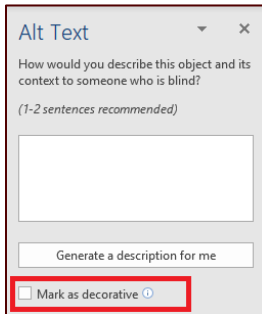 Alt Text
How would you describe this object and its
context to someone who is blind?
(1-2 sentences recommended)
Generate a description for me
Mark as decorative